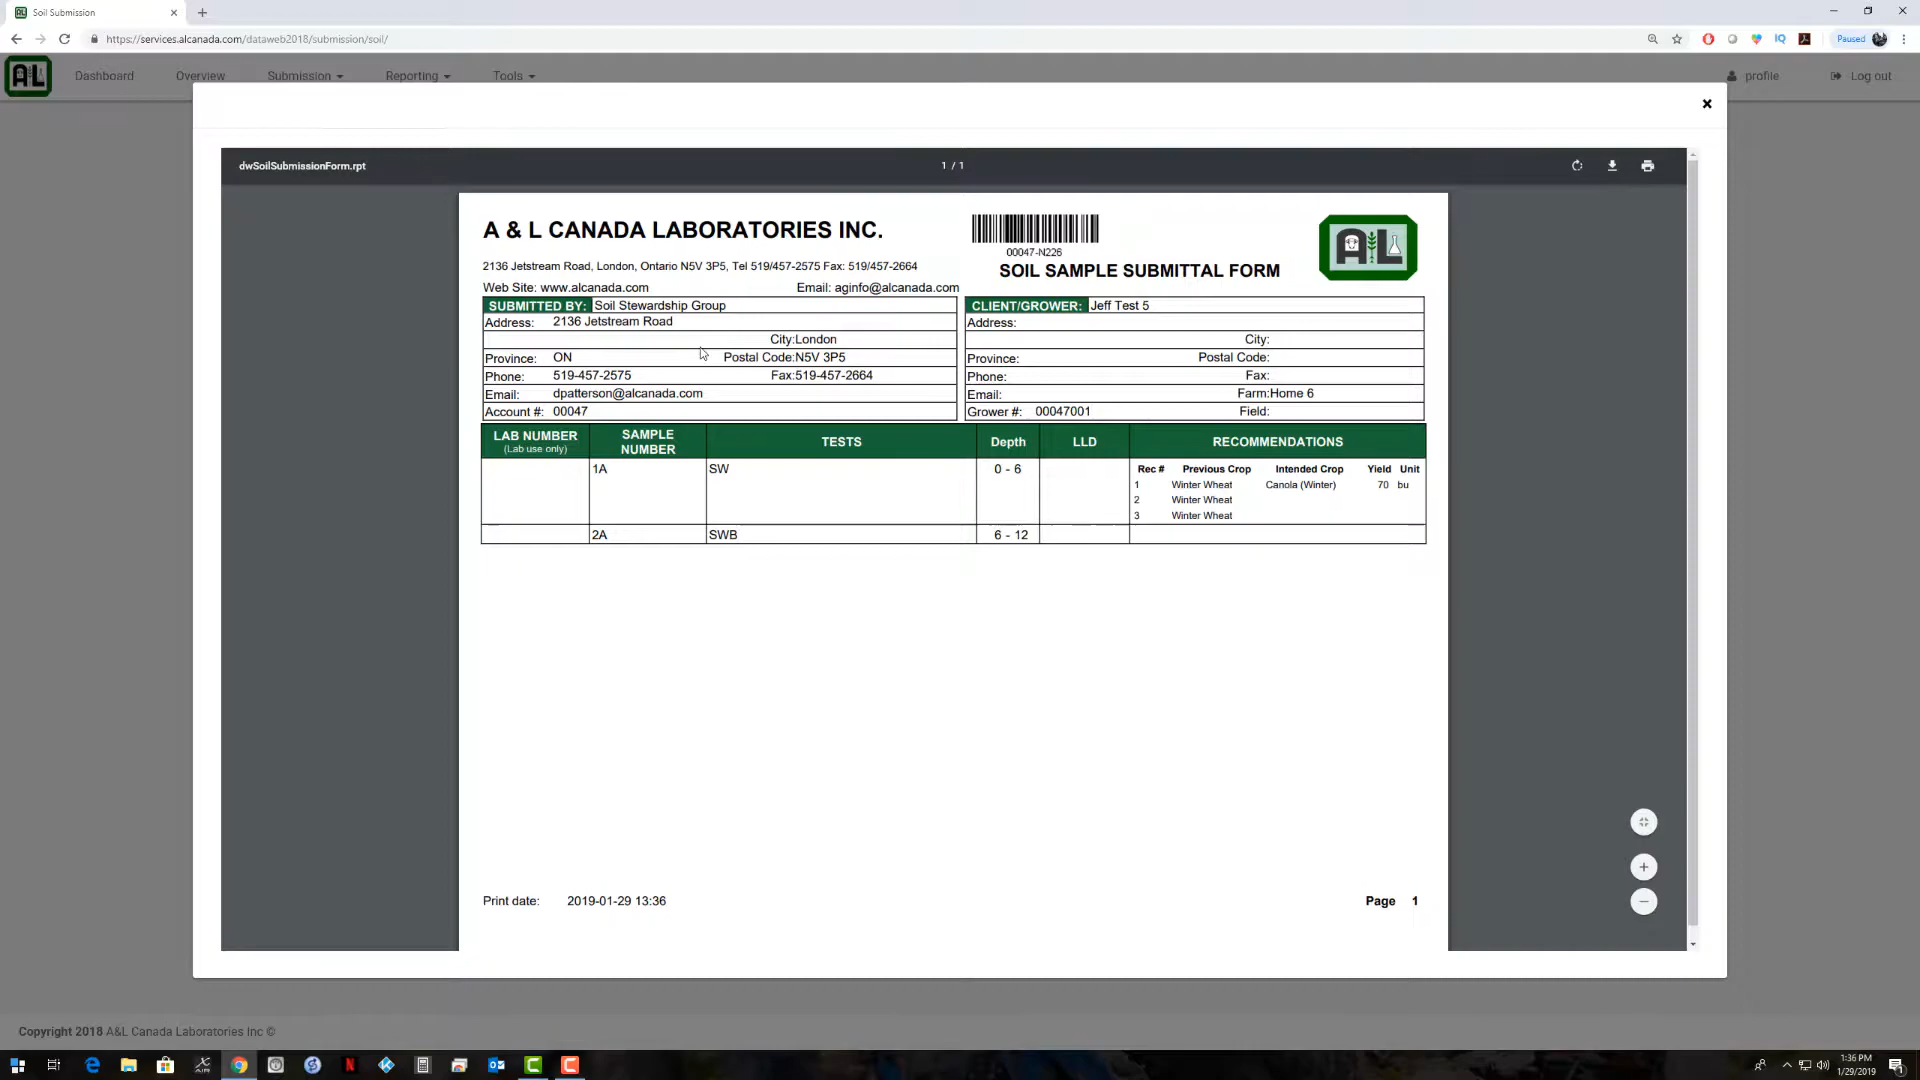 Soil Submission
https://services.alcanada.com/dataweb2018/submission/soil/
Paused
Dashboard Overview Submission Reporting Tools profile Log out
dwSoilSubmissionForm.rpt 1 / 1
A & L CANADA LABORATORIES INC.
00047-N226
2136 Jetstream Road, London, Ontario N5V 3P5, Tel 519/457-2575 Fax: 519/457-2664
SOIL SAMPLE SUBMITTAL FORM
AL
Web Site: www.alcanada.com Email: aginfo@alcanada.com
SUBMITTED BY: Soil Stewardship Group
Address: 2136 Jetstream Road
City:London
Province: ON Postal Code:N5V 3P5
Phone: 519-457-2575 Fax:519-457-2664
Email: dpatterson@alcanada.com
Account #: 00047
CLIENT/GROWER: Jeff Test 5
Address:
City:
Province: Postal Code:
Phone: Fax:
Email: Farm:Home 6
Grower #: 00047001 Field:
LAB NUMBER (Lab use only) SAMPLE NUMBER TESTS Depth LLD RECOMMENDATIONS
1A SW 0 - 6 Rec # Previous Crop Intended Crop Yield Unit
1 Winter Wheat Canola (Winter) 70 bu
2 Winter Wheat
3 Winter Wheat
2A SWB 6 - 12
Print date: 2019-01-29 13:36 Page 1
Copyright 2018 A&L Canada Laboratories Inc ©
1:36 PM
1/29/2019